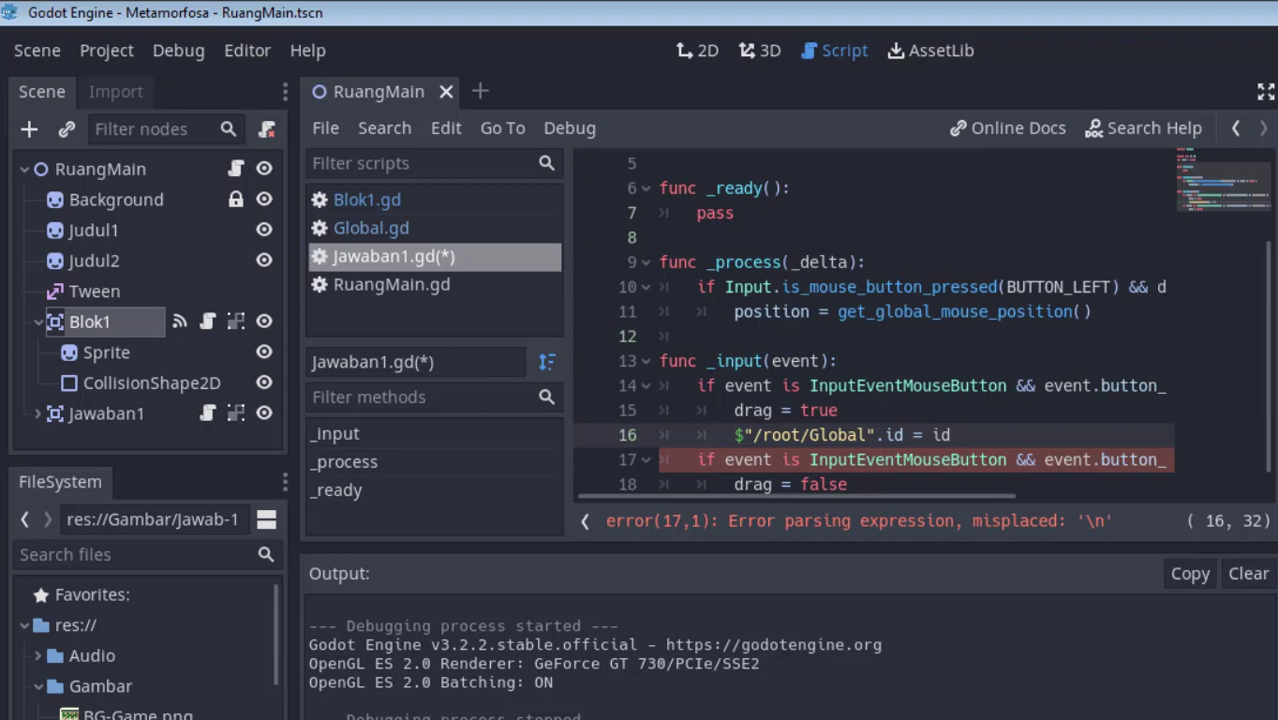 Godot Engine - Metamorfosa - RuangMain.tscn
Scene Project Debug Editor Help 2D 3D Script AssetLib
Scene Import
RuangMain
Filter nodes
File Search Edit Go To Debug Online Docs Search Help
RuangMain
Background
Judul1
Judul2
Tween
Blok1
Sprite
CollisionShape2D
Jawaban1
Filter scripts
Blok1.gd
Global.gd
Jawaban1.gd(*)
RuangMain.gd
Jawaban1.gd(*)
Filter methods
_input
_process
_ready
5
6 func _ready():
7 pass
8
9 func _process(_delta):
10 if Input.is_mouse_button_pressed(BUTTON_LEFT) && d
11 position = get_global_mouse_position()
12
13 func _input(event):
14 if event is InputEventMouseButton && event.button_
15 drag = true
16 $"/root/Global".id = id
17 if event is InputEventMouseButton && event.button_
18 drag = false
error(17,1): Error parsing expression, misplaced: '\n' ( 16, 32)
FileSystem
res://Gambar/Jawab-1
Search files
Favorites:
res://
Audio
Gambar
BG-Game.png
Output: Copy Clear
--- Debugging process started ---
Godot Engine v3.2.2.stable.official - https://godotengine.org
OpenGL ES 2.0 Renderer: GeForce GT 730/PCIe/SSE2
OpenGL ES 2.0 Batching: ON
--- Debugging process stopped